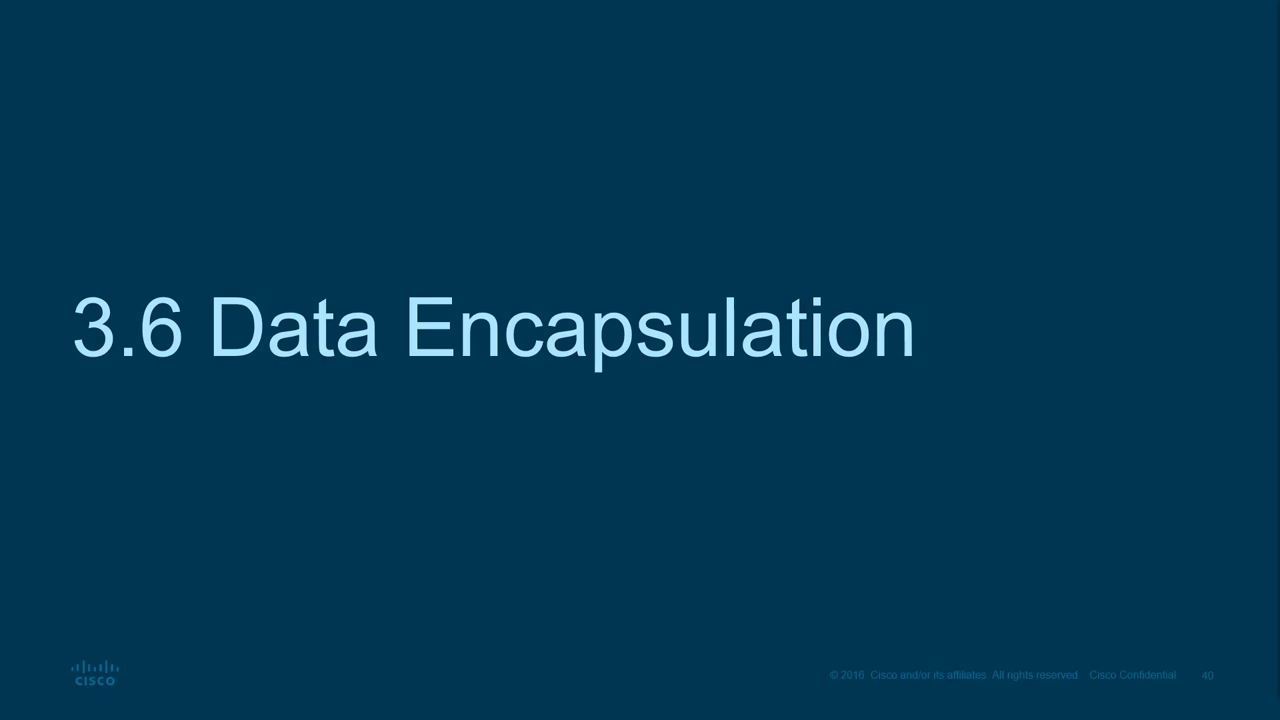 3.6 Data Encapsulation
CISCO
© 2016 Cisco and/or its affiliates. All rights reserved. Cisco Confidential
40